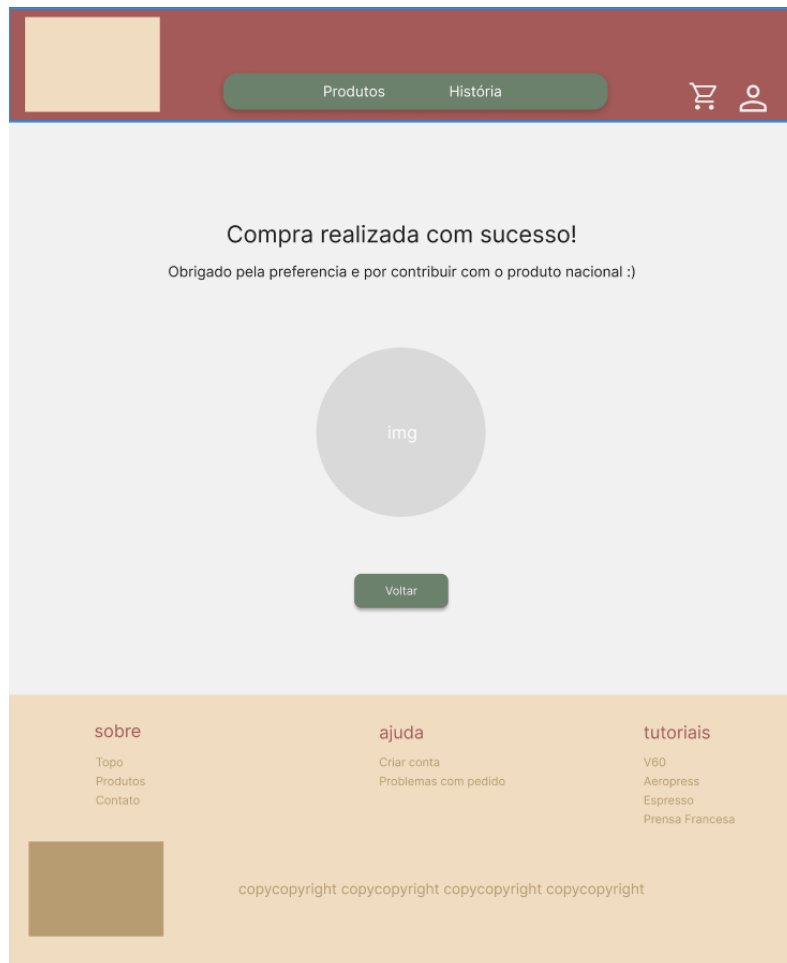 Produtos História
Compra realizada com sucesso!
Obrigado pela preferencia e por contribuir com o produto nacional :)
img
Voltar
sobre
Topo
Produtos
Contato
ajuda
Criar conta
Problemas com pedido
tutoriais
V60
Aeropress
Espresso
Prensa Francesa
copycopyright copycopyright copycopyright copycopyright